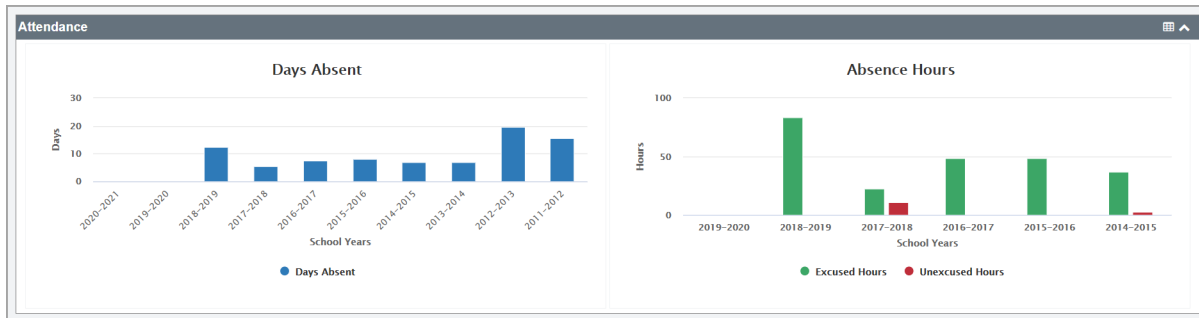 Attendance
Days Absent
30
20
10
0
Days
2020-2021
2019-2020
2018-2019
2017-2018
2016-2017
2015-2016
2014-2015
2013-2014
2012-2013
2011-2012
School Years
Days Absent
Absence Hours
100
50
0
Hours
2019-2020
2018-2019
2017-2018
2016-2017
2015-2016
2014-2015
School Years
Excused Hours
Unexcused Hours